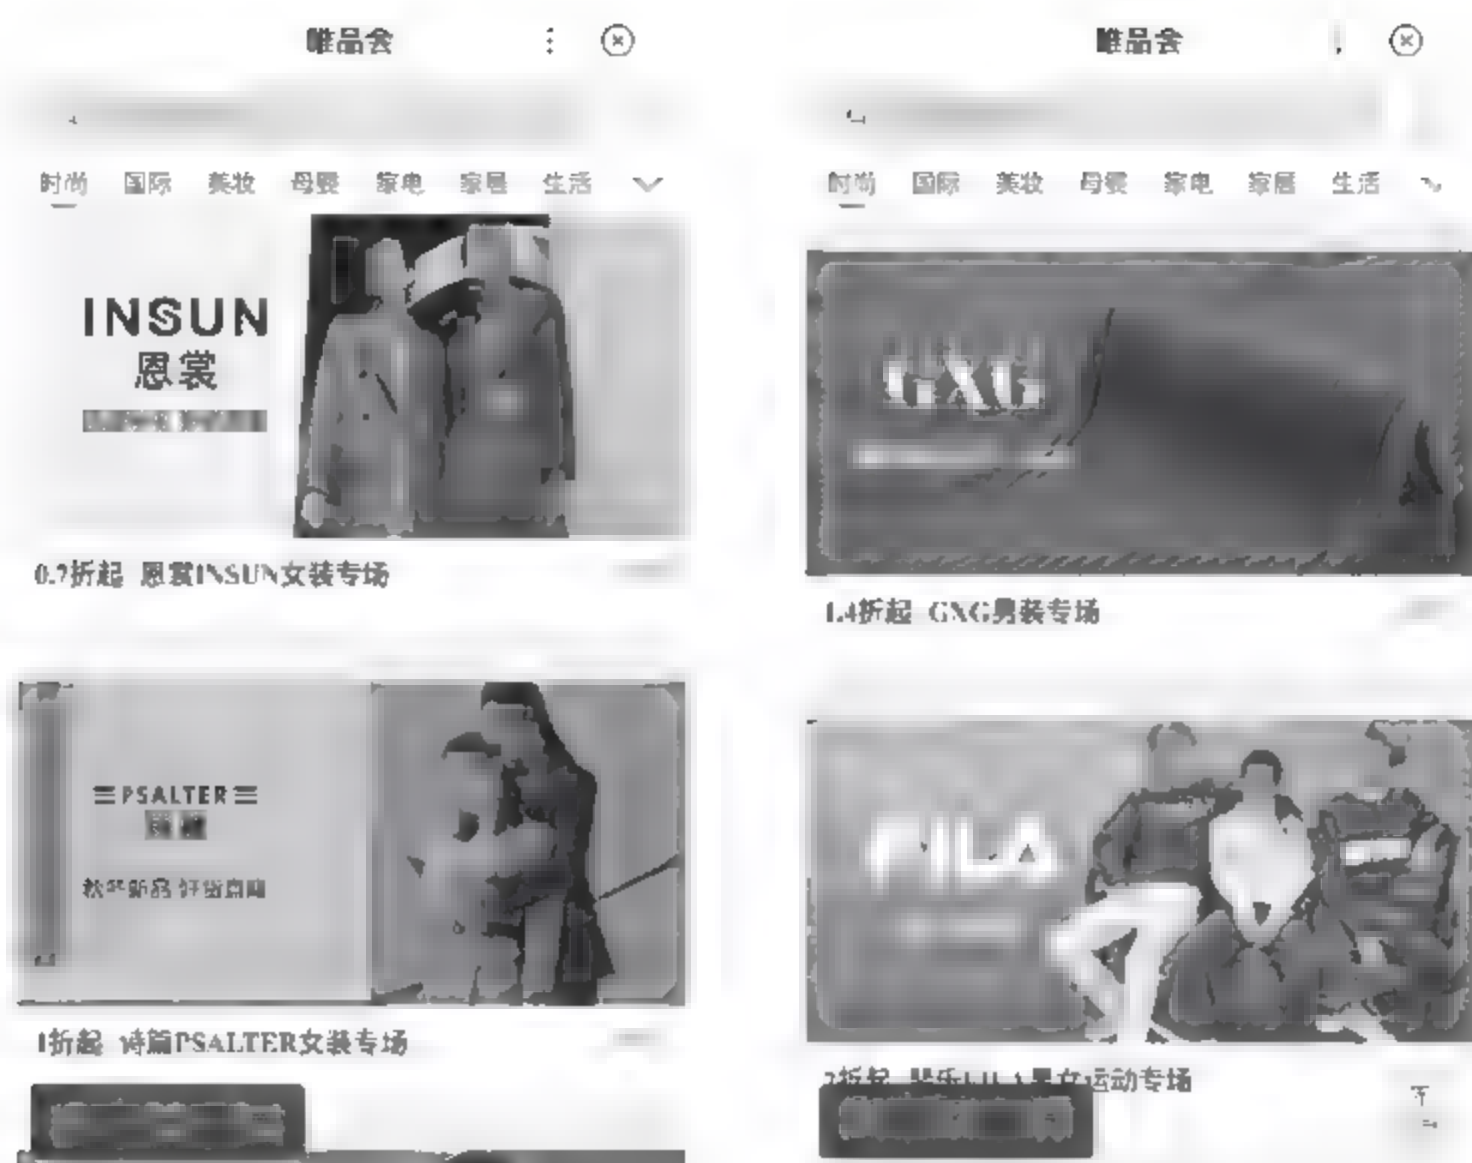 唯品会
时尚 国际 美妆 母婴 家电 家居 生活
INSUN
恩裳
0.7折起 恩裳INSUN女装专场
PSALTER
1折起 诗篇PSALTER女装专场
唯品会
时尚 国际 美妆 母婴 家电 家居 生活
GXG
1.4折起 GXG男装专场
FILA
运动专场